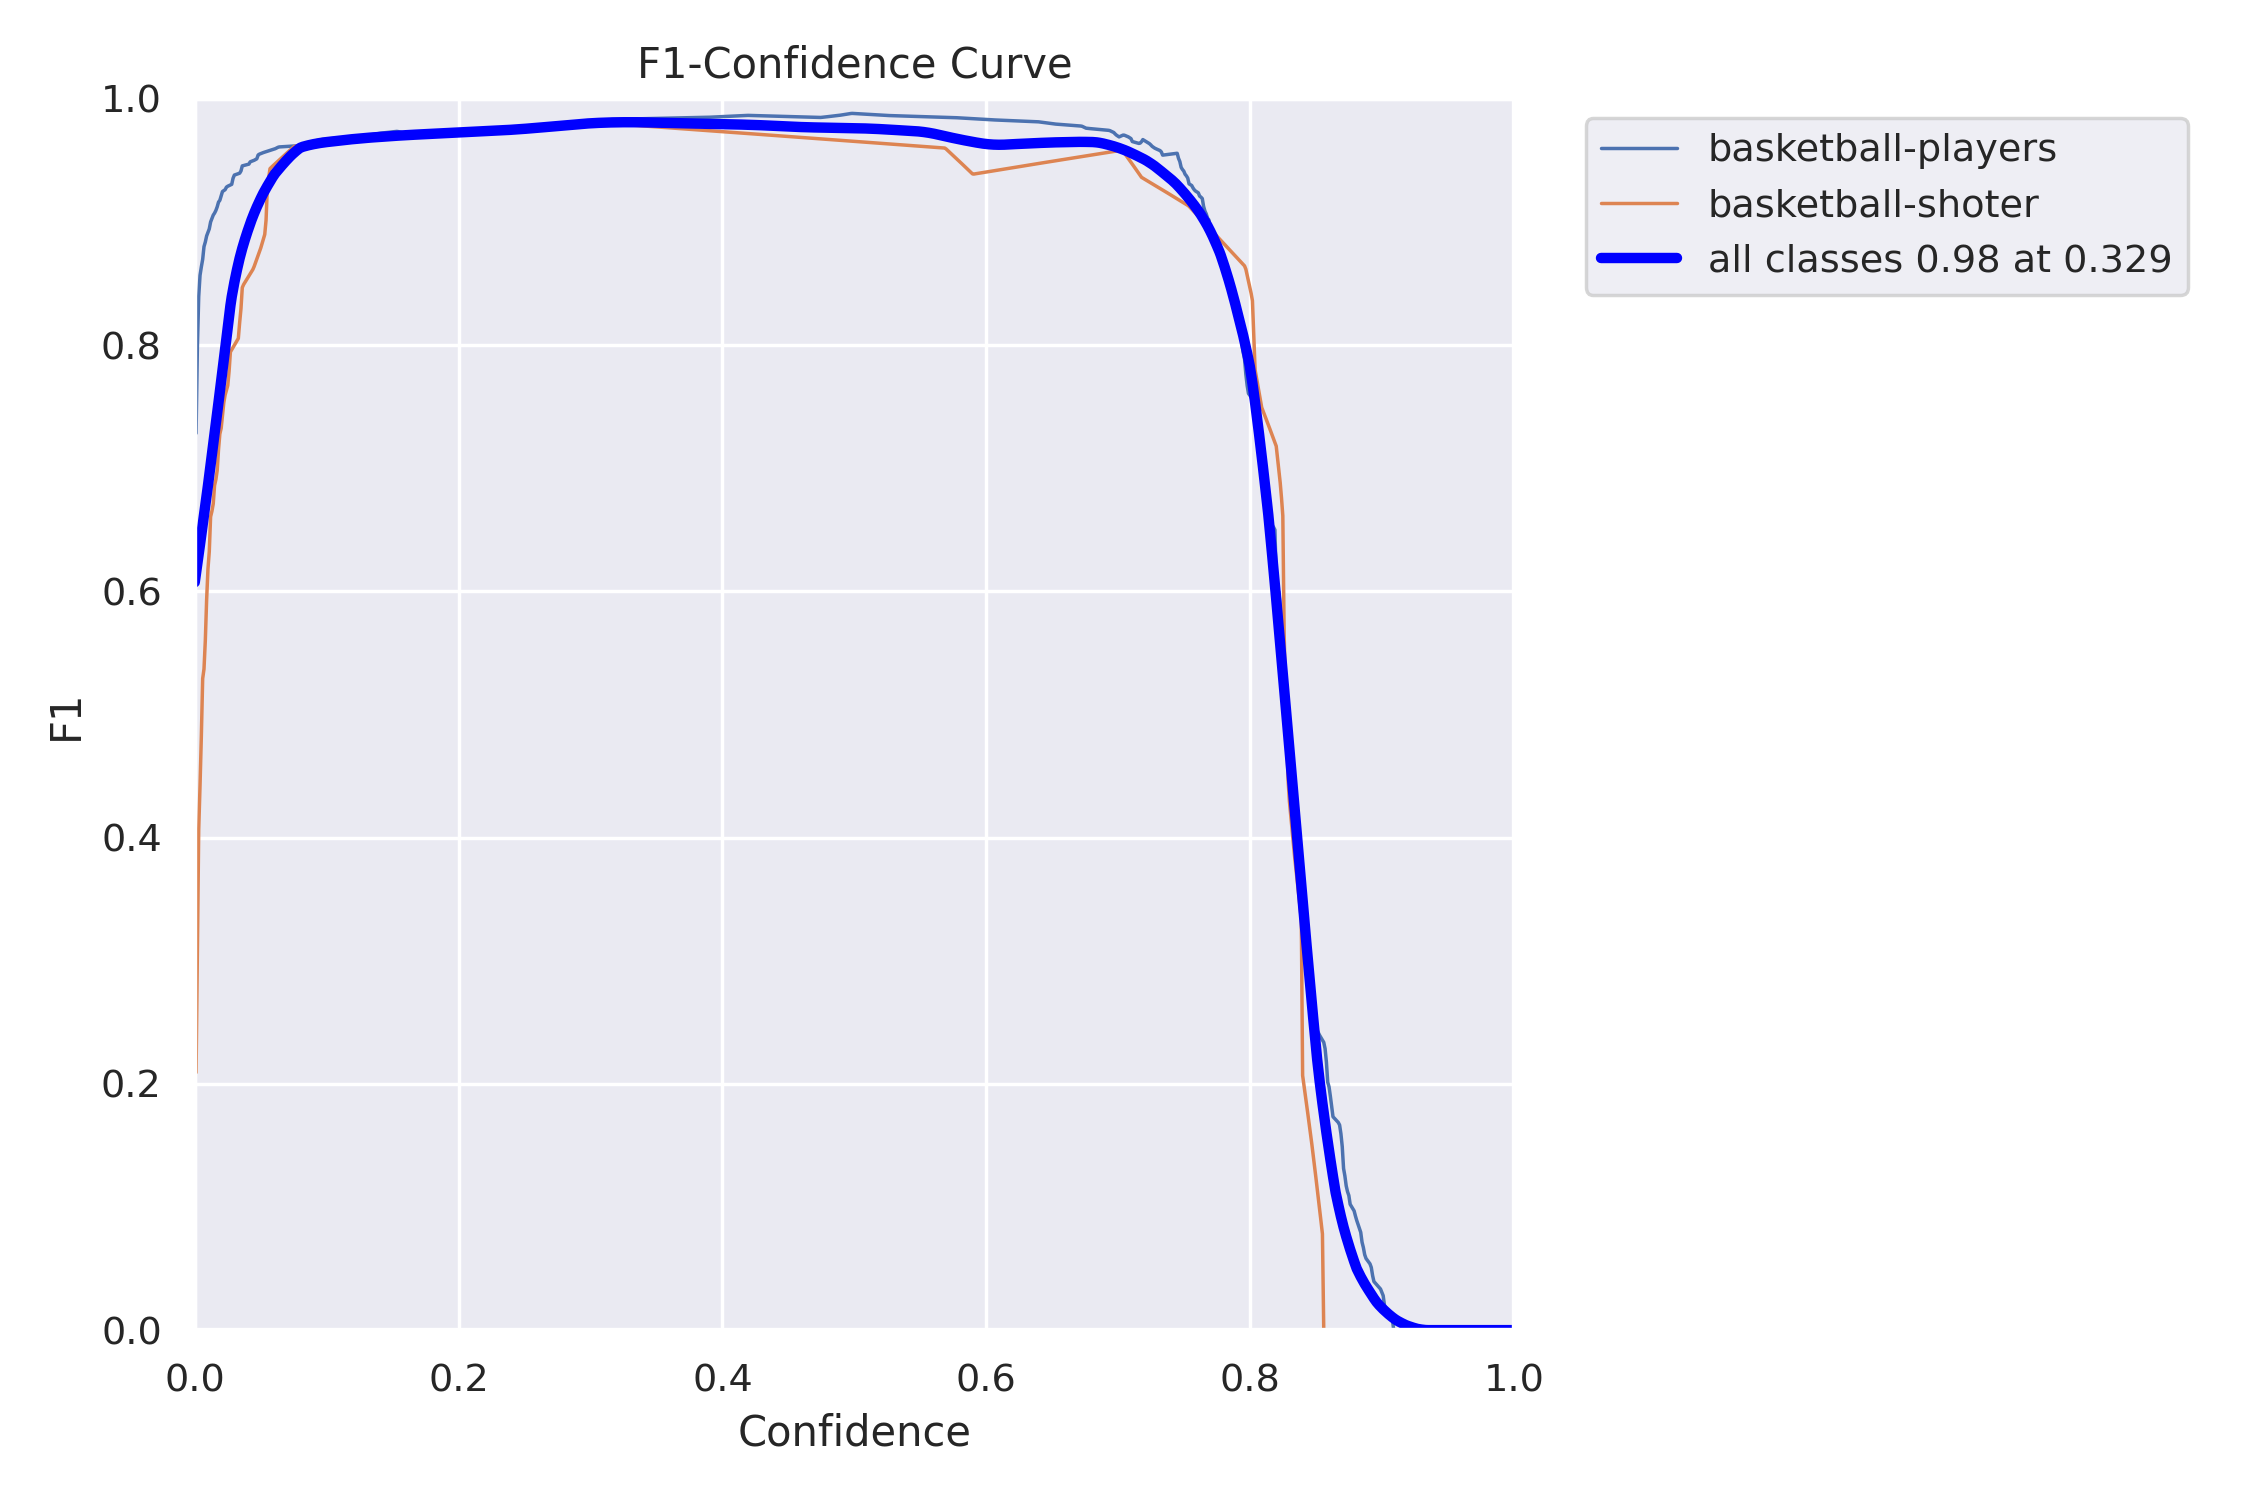 F1-Confidence Curve
1.0
0.8
0.6
0.4
0.2
0.0
F1
0.0 0.2 0.4 0.6 0.8 1.0
Confidence
basketball-players
basketball-shoter
all classes 0.98 at 0.329